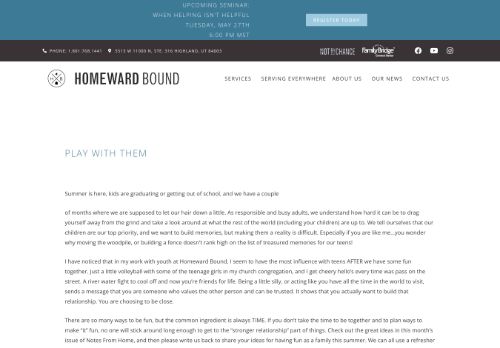 UPCOMING SEMINAR:
WHEN HELPING ISN'T HELPFUL
TUESDAY, MAY 27TH
6:00 PM MST
REGISTER TODAY
PHONE: 1.801.768.1441
5513 W 11000 N, STE. 316 HIGHLAND, UT 84003
NOT BY CHANCE
FamilyBridge
HOMEWARD BOUND
SERVICES
SERVING EVERYWHERE
ABOUT US
OUR NEWS
CONTACT US
PLAY WITH THEM
Summer is here, kids are graduating or getting out of school, and we have a couple
of months where we are supposed to let our hair down a little. As responsible and busy adults, we understand how hard it can be to drag
yourself away from the grind and take a look around at what the rest of the world (including your children) are up to. We tell ourselves that our
children are our top priority, and we want to build memories, but making them a reality is difficult. Especially if you are like me...you wonder
why moving the woodpile, or building a fence doesn't rank high on the list of treasured memories for our teens!
I have noticed that in my work with youth at Homeward Bound, I seem to have the most influence with teens AFTER we have some fun
together. Just a little volleyball with some of the teenage girls in my church congregation, and I get cheery hello's every time was pass on the
street. A river water fight to cool off and now you're friends for life. Being a little silly, or acting like you have all the time in the world to visit,
sends a message that you are someone who values the other person and can be trusted. It shows that you actually want to build that
relationship. You are choosing to be close.
There are so many ways to be fun, but the common ingredient is always TIME. If you don't take the time to be together and to plan ways to
make "it" fun, no one will stick around long enough to get to the "stronger relationship" part of things. Check out the great ideas in this month's
issue of Notes From Home, and then please write us back to share your ideas for having fun as a family this summer. We can all use a refresher